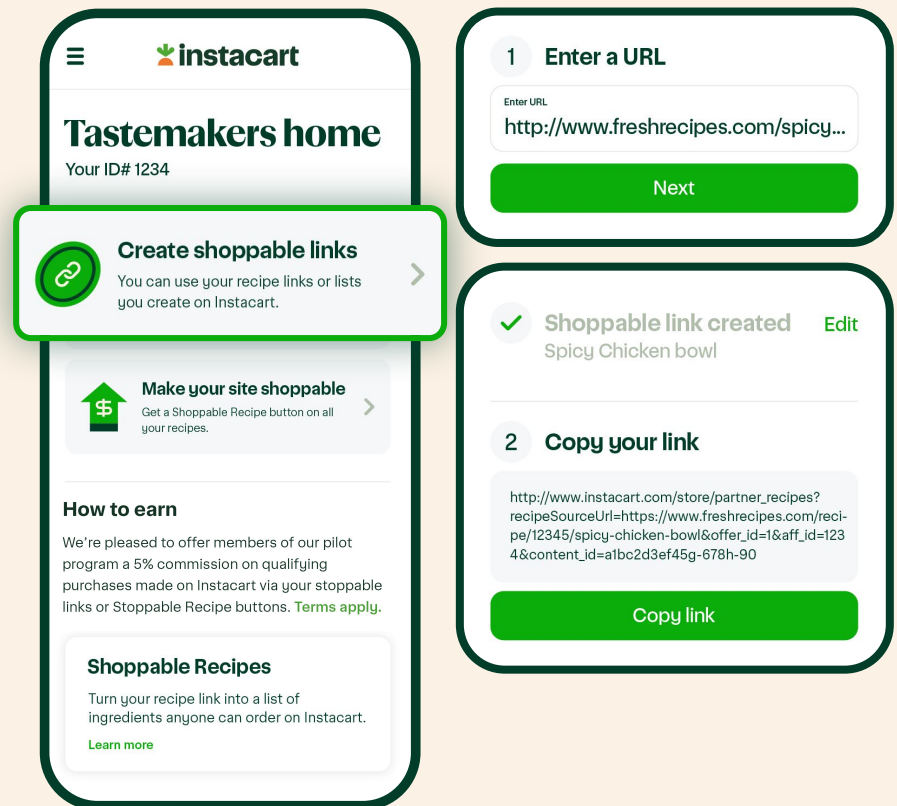 instacart
Tastemakers home
Your ID# 1234
Create shoppable links
You can use your recipe links or lists
you create on Instacart.
Make your site shoppable
Get a Shoppable Recipe button on all
your recipes.
How to earn
We're pleased to offer members of our pilot
program a 5% commission on qualifying
purchases made on Instacart via your stoppable
links or Stoppable Recipe buttons. Terms apply.
Shoppable Recipes
Turn your recipe link into a list of
ingredients anyone can order on Instacart.
Learn more
1 Enter a URL
Enter URL
http://www.freshrecipes.com/spicy...
Next
Shoppable link created Edit
Spicy Chicken bowl
2 Copy your link
http://www.instacart.com/store/partner_recipes?
recipeSourceUrl=https://www.freshrecipes.com/reci-
pe/12345/spicy-chicken-bowl&offer_id=1&aff_id=123
4&content_id=a1bc2d3ef45g-678h-90
Copy link